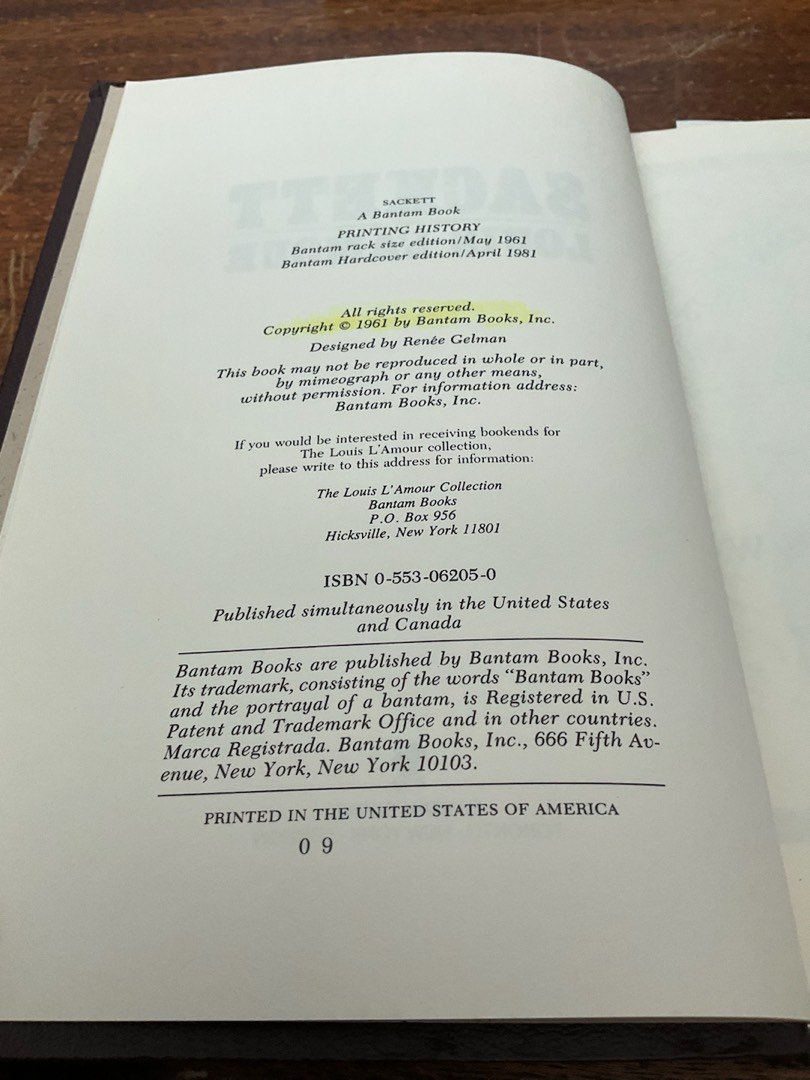 SACKETT
A Bantam Book
PRINTING HISTORY
Bantam rack size edition/May 1961
Bantam Hardcover edition/April 1981
All rights reserved.
Copyright © 1961 by Bantam Books, Inc.
Designed by Renée Gelman
This book may not be reproduced in whole or in part,
by mimeograph or any other means,
without permission. For information address:
Bantam Books, Inc.
If you would be interested in receiving bookends for
The Louis L'Amour collection,
please write to this address for information:
The Louis L'Amour Collection
Bantam Books
P.O. Box 956
Hicksville, New York 11801
ISBN 0-553-06205-0
Published simultaneously in the United States
and Canada
Bantam Books are published by Bantam Books, Inc.
Its trademark, consisting of the words “Bantam Books”
and the portrayal of a bantam, is Registered in U.S.
Patent and Trademark Office and in other countries.
Marca Registrada. Bantam Books, Inc., 666 Fifth Av-
enue, New York, New York 10103.
PRINTED IN THE UNITED STATES OF AMERICA
0 9